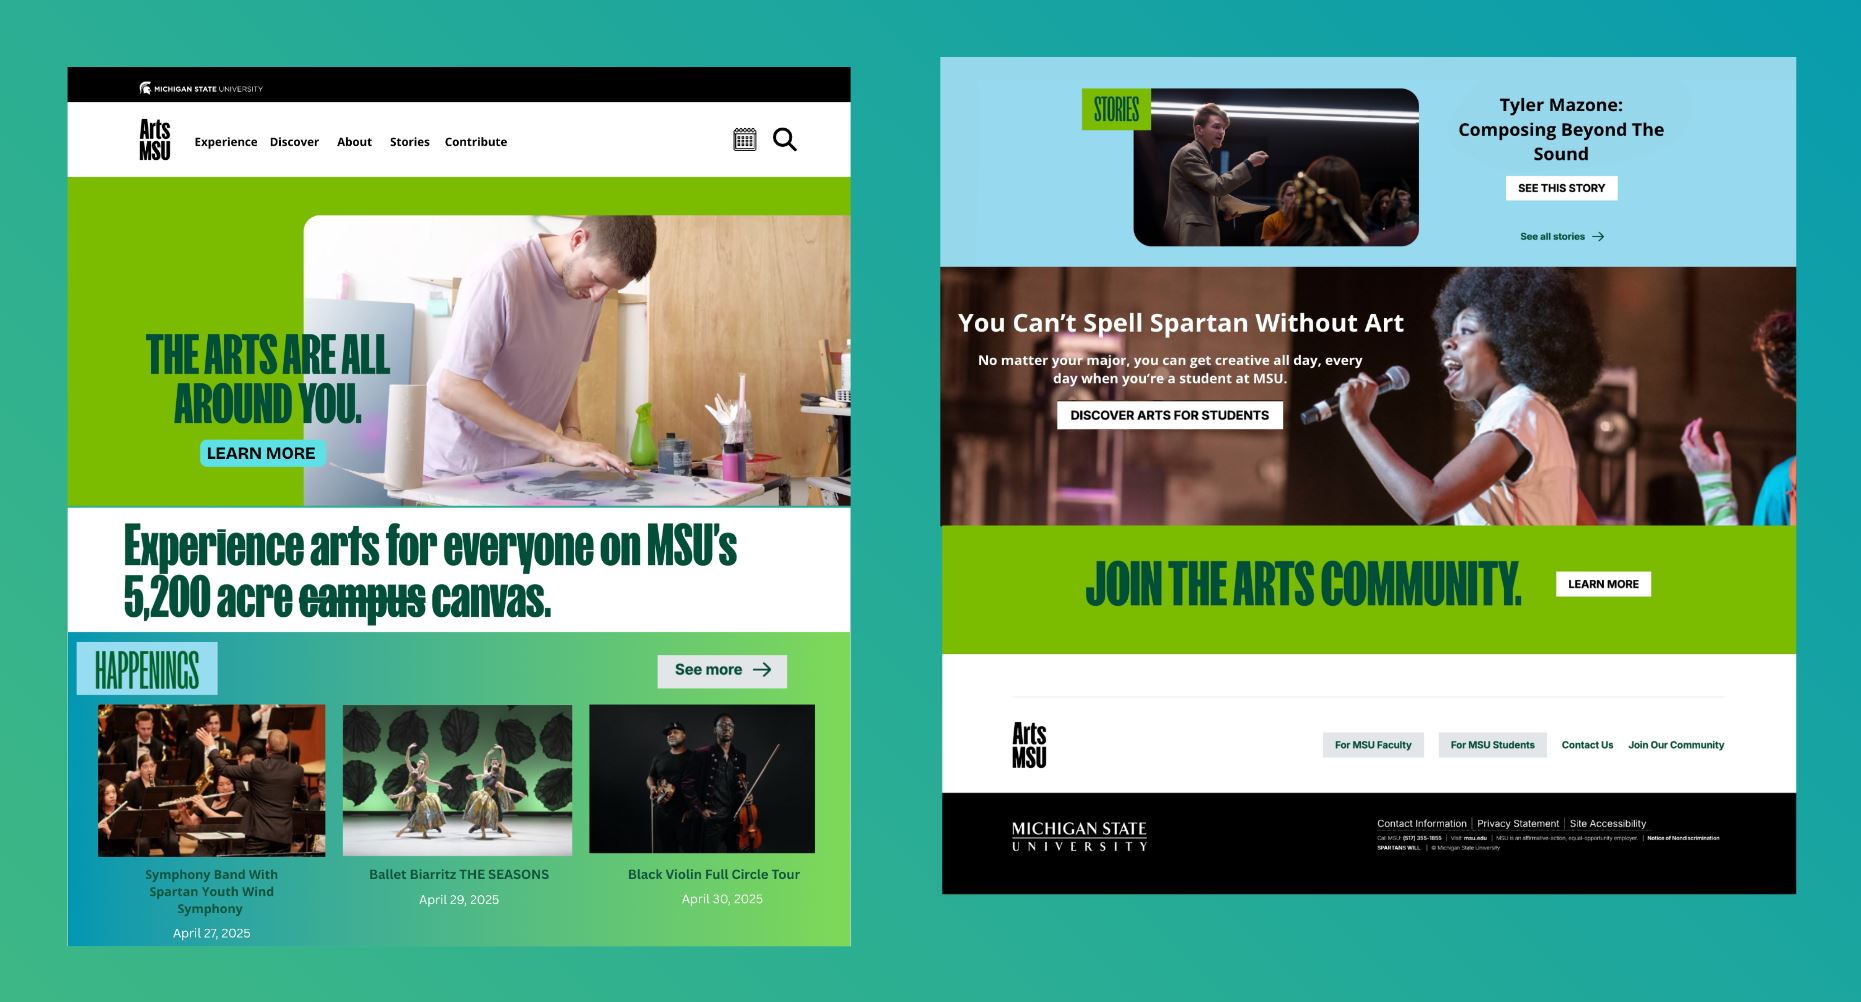 MICHIGAN STATE UNIVERSITY
Arts
MSU
Experience Discover About Stories Contribute
THE ARTS ARE ALL
AROUND YOU.
LEARN MORE
Experience arts for everyone on MSU's
5,200 acre campus canvas.
HAPPENINGS
See more
Symphony Band With
Spartan Youth Wind
Symphony
April 27, 2025
Ballet Biarritz THE SEASONS
April 29, 2025
Black Violin Full Circle Tour
April 30, 2025
STORIES
Tyler Mazone:
Composing Beyond The
Sound
SEE THIS STORY
See all stories
You Can't Spell Spartan Without Art
No matter your major, you can get creative all day, every
day when you're a student at MSU.
DISCOVER ARTS FOR STUDENTS
JOIN THE ARTS COMMUNITY.
LEARN MORE
Arts
MSU
For MSU Faculty For MSU Students Contact Us Join Our Community
MICHIGAN STATE
UNIVERSITY
Contact Information | Privacy Statement | Site Accessibility
Call MSU: (517) 355-1855 | Visit: msu.edu | MSU is an affirmative-action, equal-opportunity employer. | Notice of Nondiscrimination
SPARTANS WILL | © Michigan State University